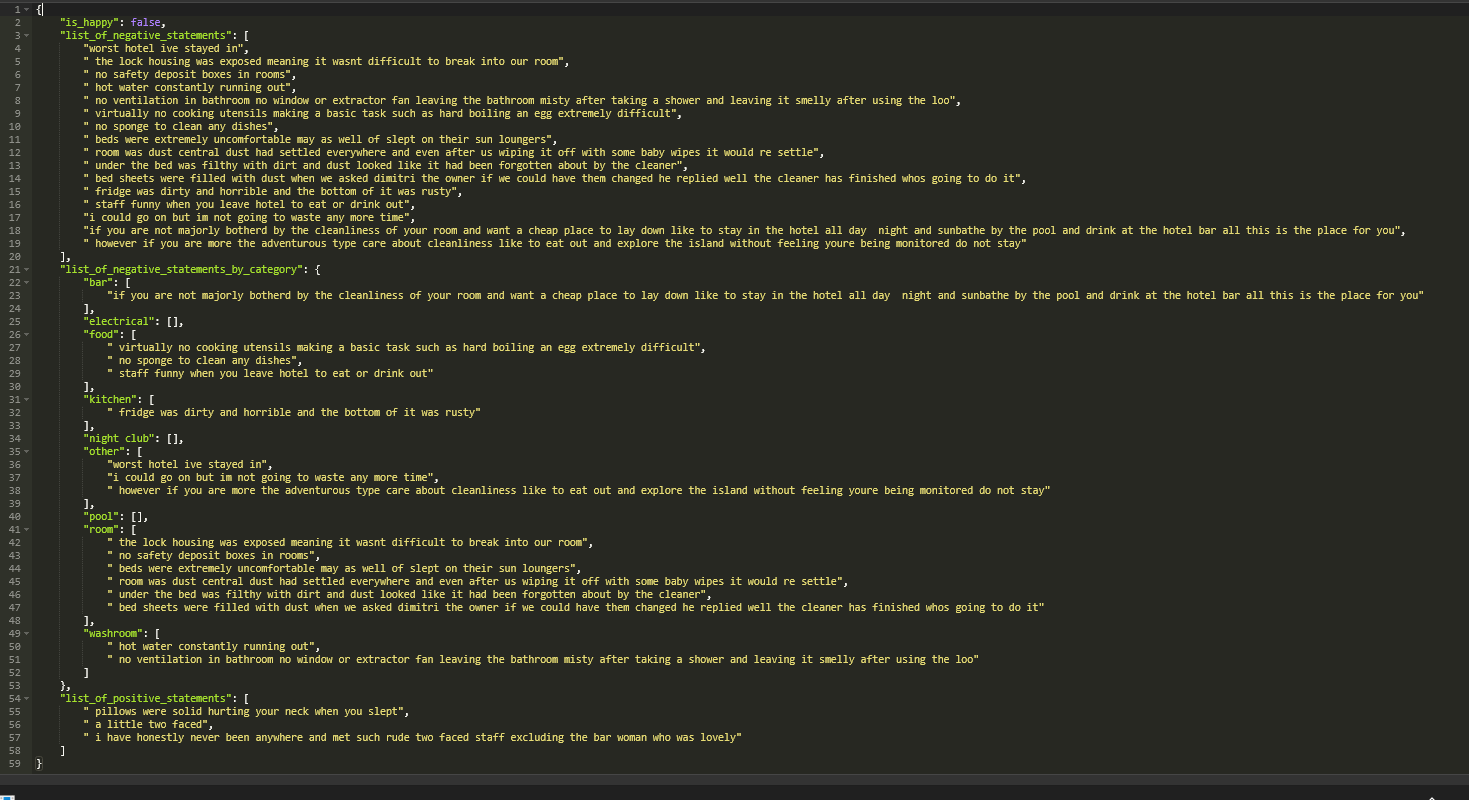 1 {
2 "is_happy": false,
3 "list_of_negative_statements": [
4 "worst hotel ive stayed in",
5 " the lock housing was exposed meaning it wasnt difficult to break into our room",
6 " no safety deposit boxes in rooms",
7 " hot water constantly running out",
8 " no ventilation in bathroom no window or extractor fan leaving the bathroom misty after taking a shower and leaving it smelly after using the loo",
9 " virtually no cooking utensils making a basic task such as hard boiling an egg extremely difficult",
10 " no sponge to clean any dishes",
11 " beds were extremely uncomfortable may as well of slept on their sun loungers",
12 " room was dust central dust had settled everywhere and even after us wiping it off with some baby wipes it would re settle",
13 " under the bed was filthy with dirt and dust looked like it had been forgotten about by the cleaner",
14 " bed sheets were filled with dust when we asked dimitri the owner if we could have them changed he replied well the cleaner has finished whos going to do it",
15 " fridge was dirty and horrible and the bottom of it was rusty",
16 " staff funny when you leave hotel to eat or drink out",
17 "i could go on but im not going to waste any more time",
18 "if you are not majorly botherd by the cleanliness of your room and want a cheap place to lay down like to stay in the hotel all day  night and sunbathe by the pool and drink at the hotel bar all this is the place for you",
19 " however if you are more the adventurous type care about cleanliness like to eat out and explore the island without feeling youre being monitored do not stay"
20 ],
21 "list_of_negative_statements_by_category": {
22 "bar": [
23 "if you are not majorly botherd by the cleanliness of your room and want a cheap place to lay down like to stay in the hotel all day  night and sunbathe by the pool and drink at the hotel bar all this is the place for you"
24 ],
25 "electrical": [],
26 "food": [
27 " virtually no cooking utensils making a basic task such as hard boiling an egg extremely difficult",
28 " no sponge to clean any dishes",
29 " staff funny when you leave hotel to eat or drink out"
30 ],
31 "kitchen": [
32 " fridge was dirty and horrible and the bottom of it was rusty"
33 ],
34 "night club": [],
35 "other": [
36 "worst hotel ive stayed in",
37 "i could go on but im not going to waste any more time",
38 " however if you are more the adventurous type care about cleanliness like to eat out and explore the island without feeling youre being monitored do not stay"
39 ],
40 "pool": [],
41 "room": [
42 " the lock housing was exposed meaning it wasnt difficult to break into our room",
43 " no safety deposit boxes in rooms",
44 " beds were extremely uncomfortable may as well of slept on their sun loungers",
45 " room was dust central dust had settled everywhere and even after us wiping it off with some baby wipes it would re settle",
46 " under the bed was filthy with dirt and dust looked like it had been forgotten about by the cleaner",
47 " bed sheets were filled with dust when we asked dimitri the owner if we could have them changed he replied well the cleaner has finished whos going to do it"
48 ],
49 "washroom": [
50 " hot water constantly running out",
51 " no ventilation in bathroom no window or extractor fan leaving the bathroom misty after taking a shower and leaving it smelly after using the loo"
52 ]
53 },
54 "list_of_positive_statements": [
55 " pillows were solid hurting your neck when you slept",
56 " a little two faced",
57 " i have honestly never been anywhere and met such rude two faced staff excluding the bar woman who was lovely"
58 ]
59 }